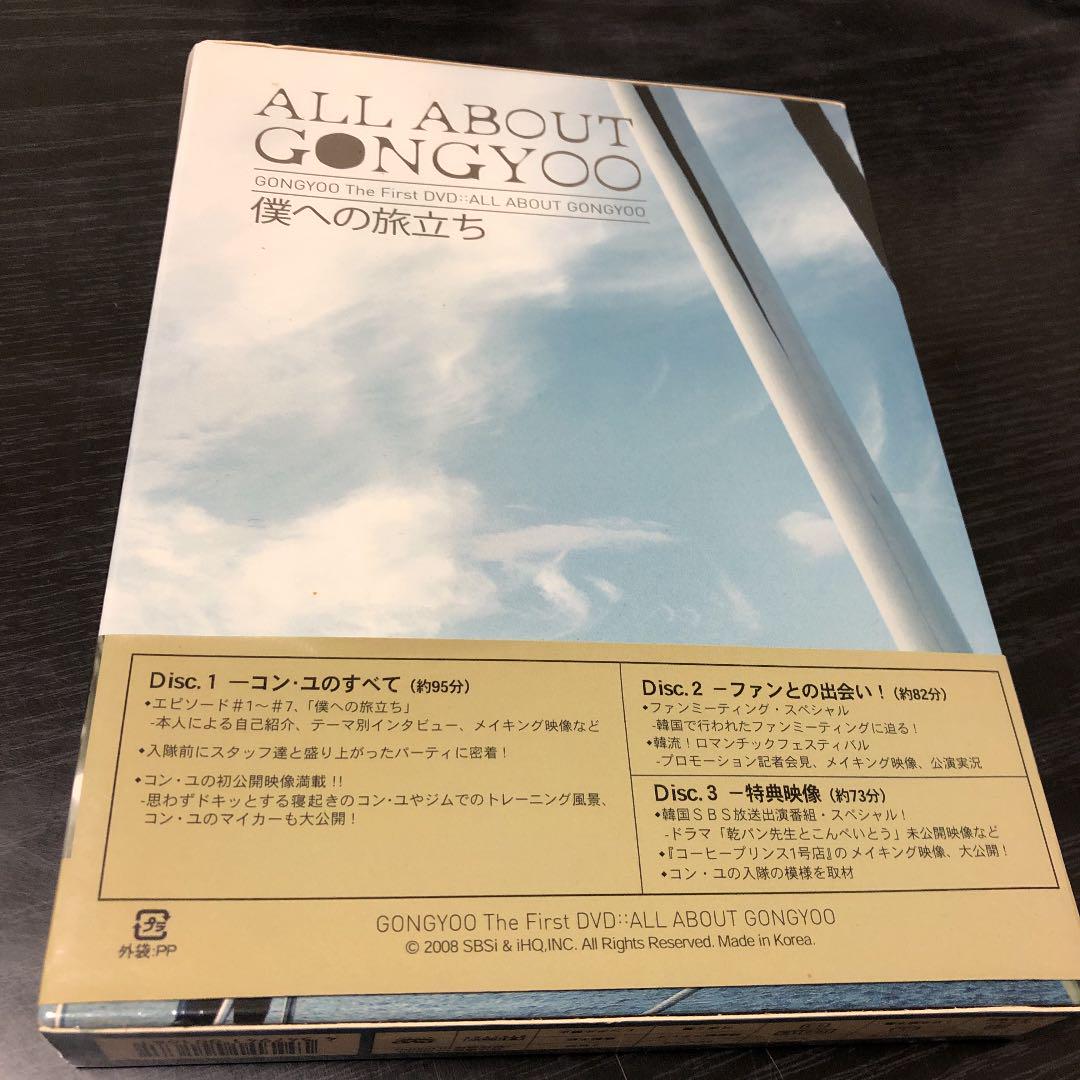 ALL ABOUT
GONGYOO
GONGYOO The First DVD::ALL ABOUT GONGYOO
僕への旅立ち
Disc. 1 －コン・ユのすべて（約95分）
◆エピソード＃1〜＃7、「僕への旅立ち」
-本人による自己紹介、テーマ別インタビュー、メイキング映像など
◆入隊前にスタッフ達と盛り上がったパーティに密着！
◆コン・ユの初公開映像満載 !!
-思わずドキッとする寝起きのコン・ユやジムでのトレーニング風景、
コン・ユのマイカーも大公開！
Disc. 2 －ファンとの出会い！（約82分）
◆ファンミーティング・スペシャル
-韓国で行われたファンミーティングに迫る！
◆韓流！ロマンチックフェスティバル
-プロモーション記者会見、メイキング映像、公演実況
Disc. 3 －特典映像（約73分）
◆韓国ＳＢＳ放送出演番組・スペシャル！
-ドラマ「乾パン先生とこんぺいとう」未公開映像など
◆『コーヒープリンス1号店』のメイキング映像、大公開！
◆コン・ユの入隊の模様を取材
プラ
外袋:PP
GONGYOO The First DVD::ALL ABOUT GONGYOO
© 2008 SBSi & iHQ,INC. All Rights Reserved. Made in Korea.